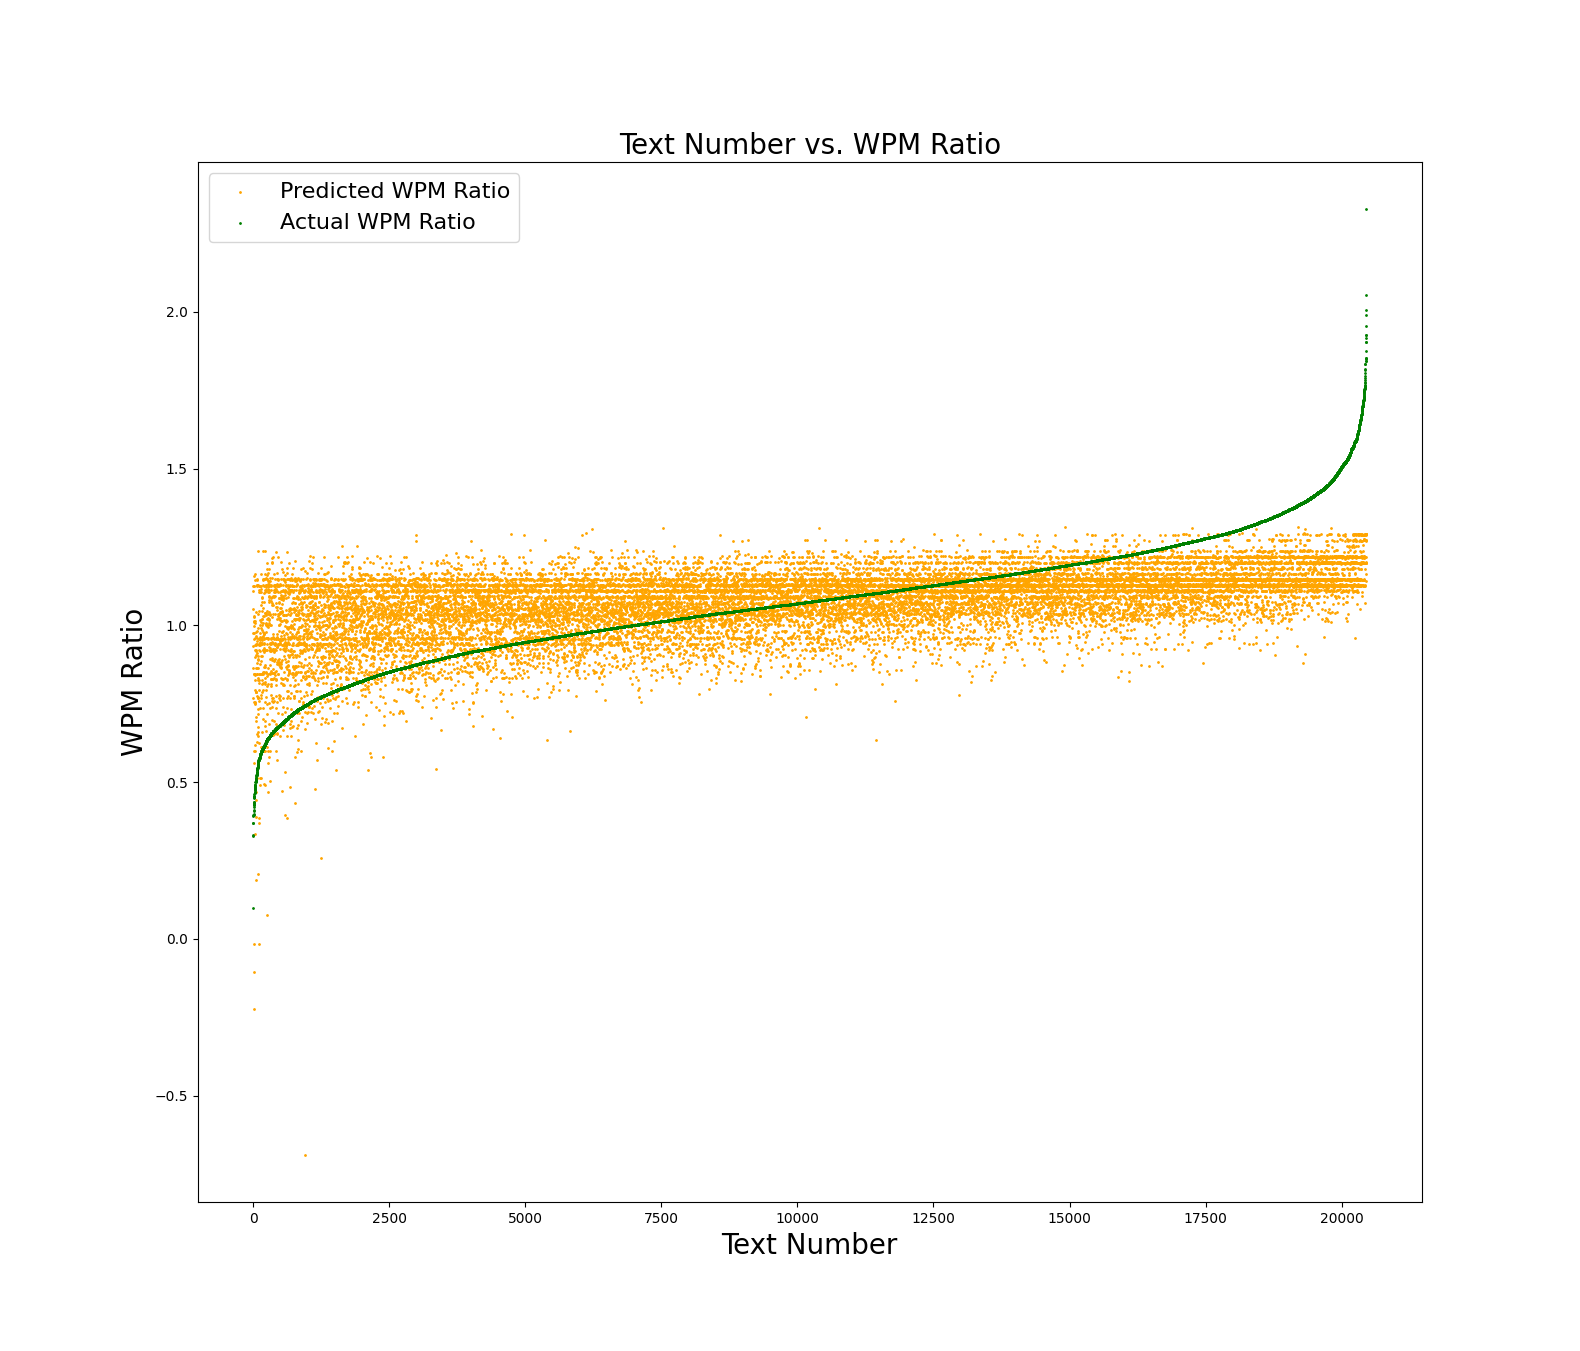 Text Number vs. WPM Ratio
Predicted WPM Ratio
Actual WPM Ratio
WPM Ratio
2.0
1.5
1.0
0.5
0.0
−0.5
0 2500 5000 7500 10000 12500 15000 17500 20000
Text Number